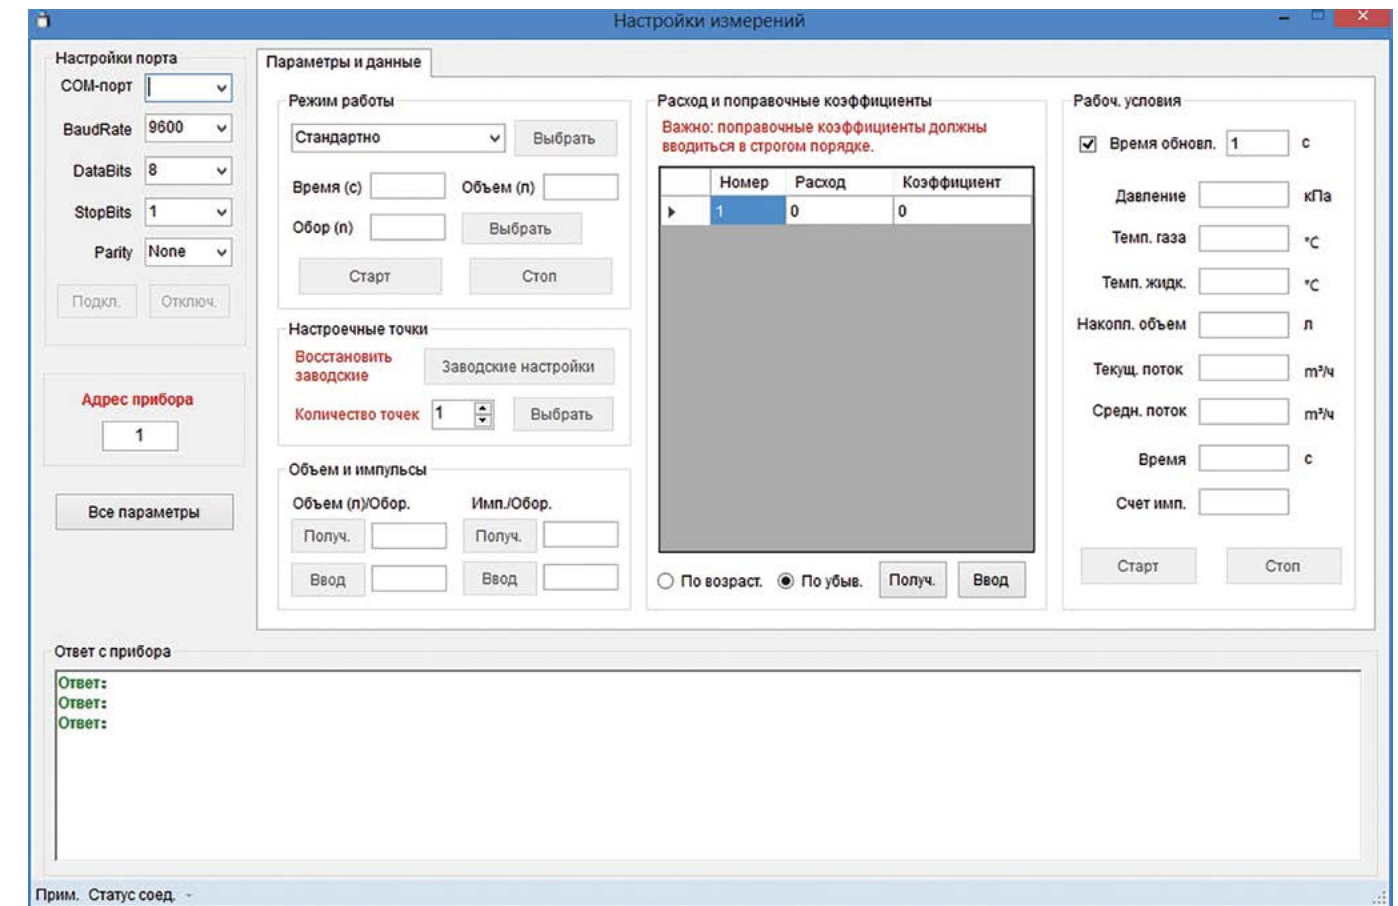 Настройки измерений
Настройки порта
COM-порт
BaudRate 9600
DataBits 8
StopBits 1
Parity None
Подкл. Отключ.
Адрес прибора
1
Все параметры
Параметры и данные
Режим работы
Стандартно Выбрать
Время (с) Объем (л)
Обор (n) Выбрать
Старт Стоп
Настроечные точки
Восстановить
заводские
Заводские настройки
Количество точек 1 Выбрать
Объем и импульсы
Объем (л)/Обор. Имп./Обор.
Получ. Получ.
Ввод Ввод
Расход и поправочные коэффициенты
Важно: поправочные коэффициенты должны
вводиться в строгом порядке.
Номер Расход Коэффициент
1 0 0
По возраст. По убыв. Получ. Ввод
Рабоч. условия
Время обновл. 1 с
Давление кПа
Темп. газа °C
Темп. жидк. °C
Накопл. объем л
Текущ. поток m³/ч
Средн. поток m³/ч
Время с
Счет имп.
Старт Стоп
Ответ с прибора
Ответ:
Ответ:
Ответ:
Прим. Статус соед. -